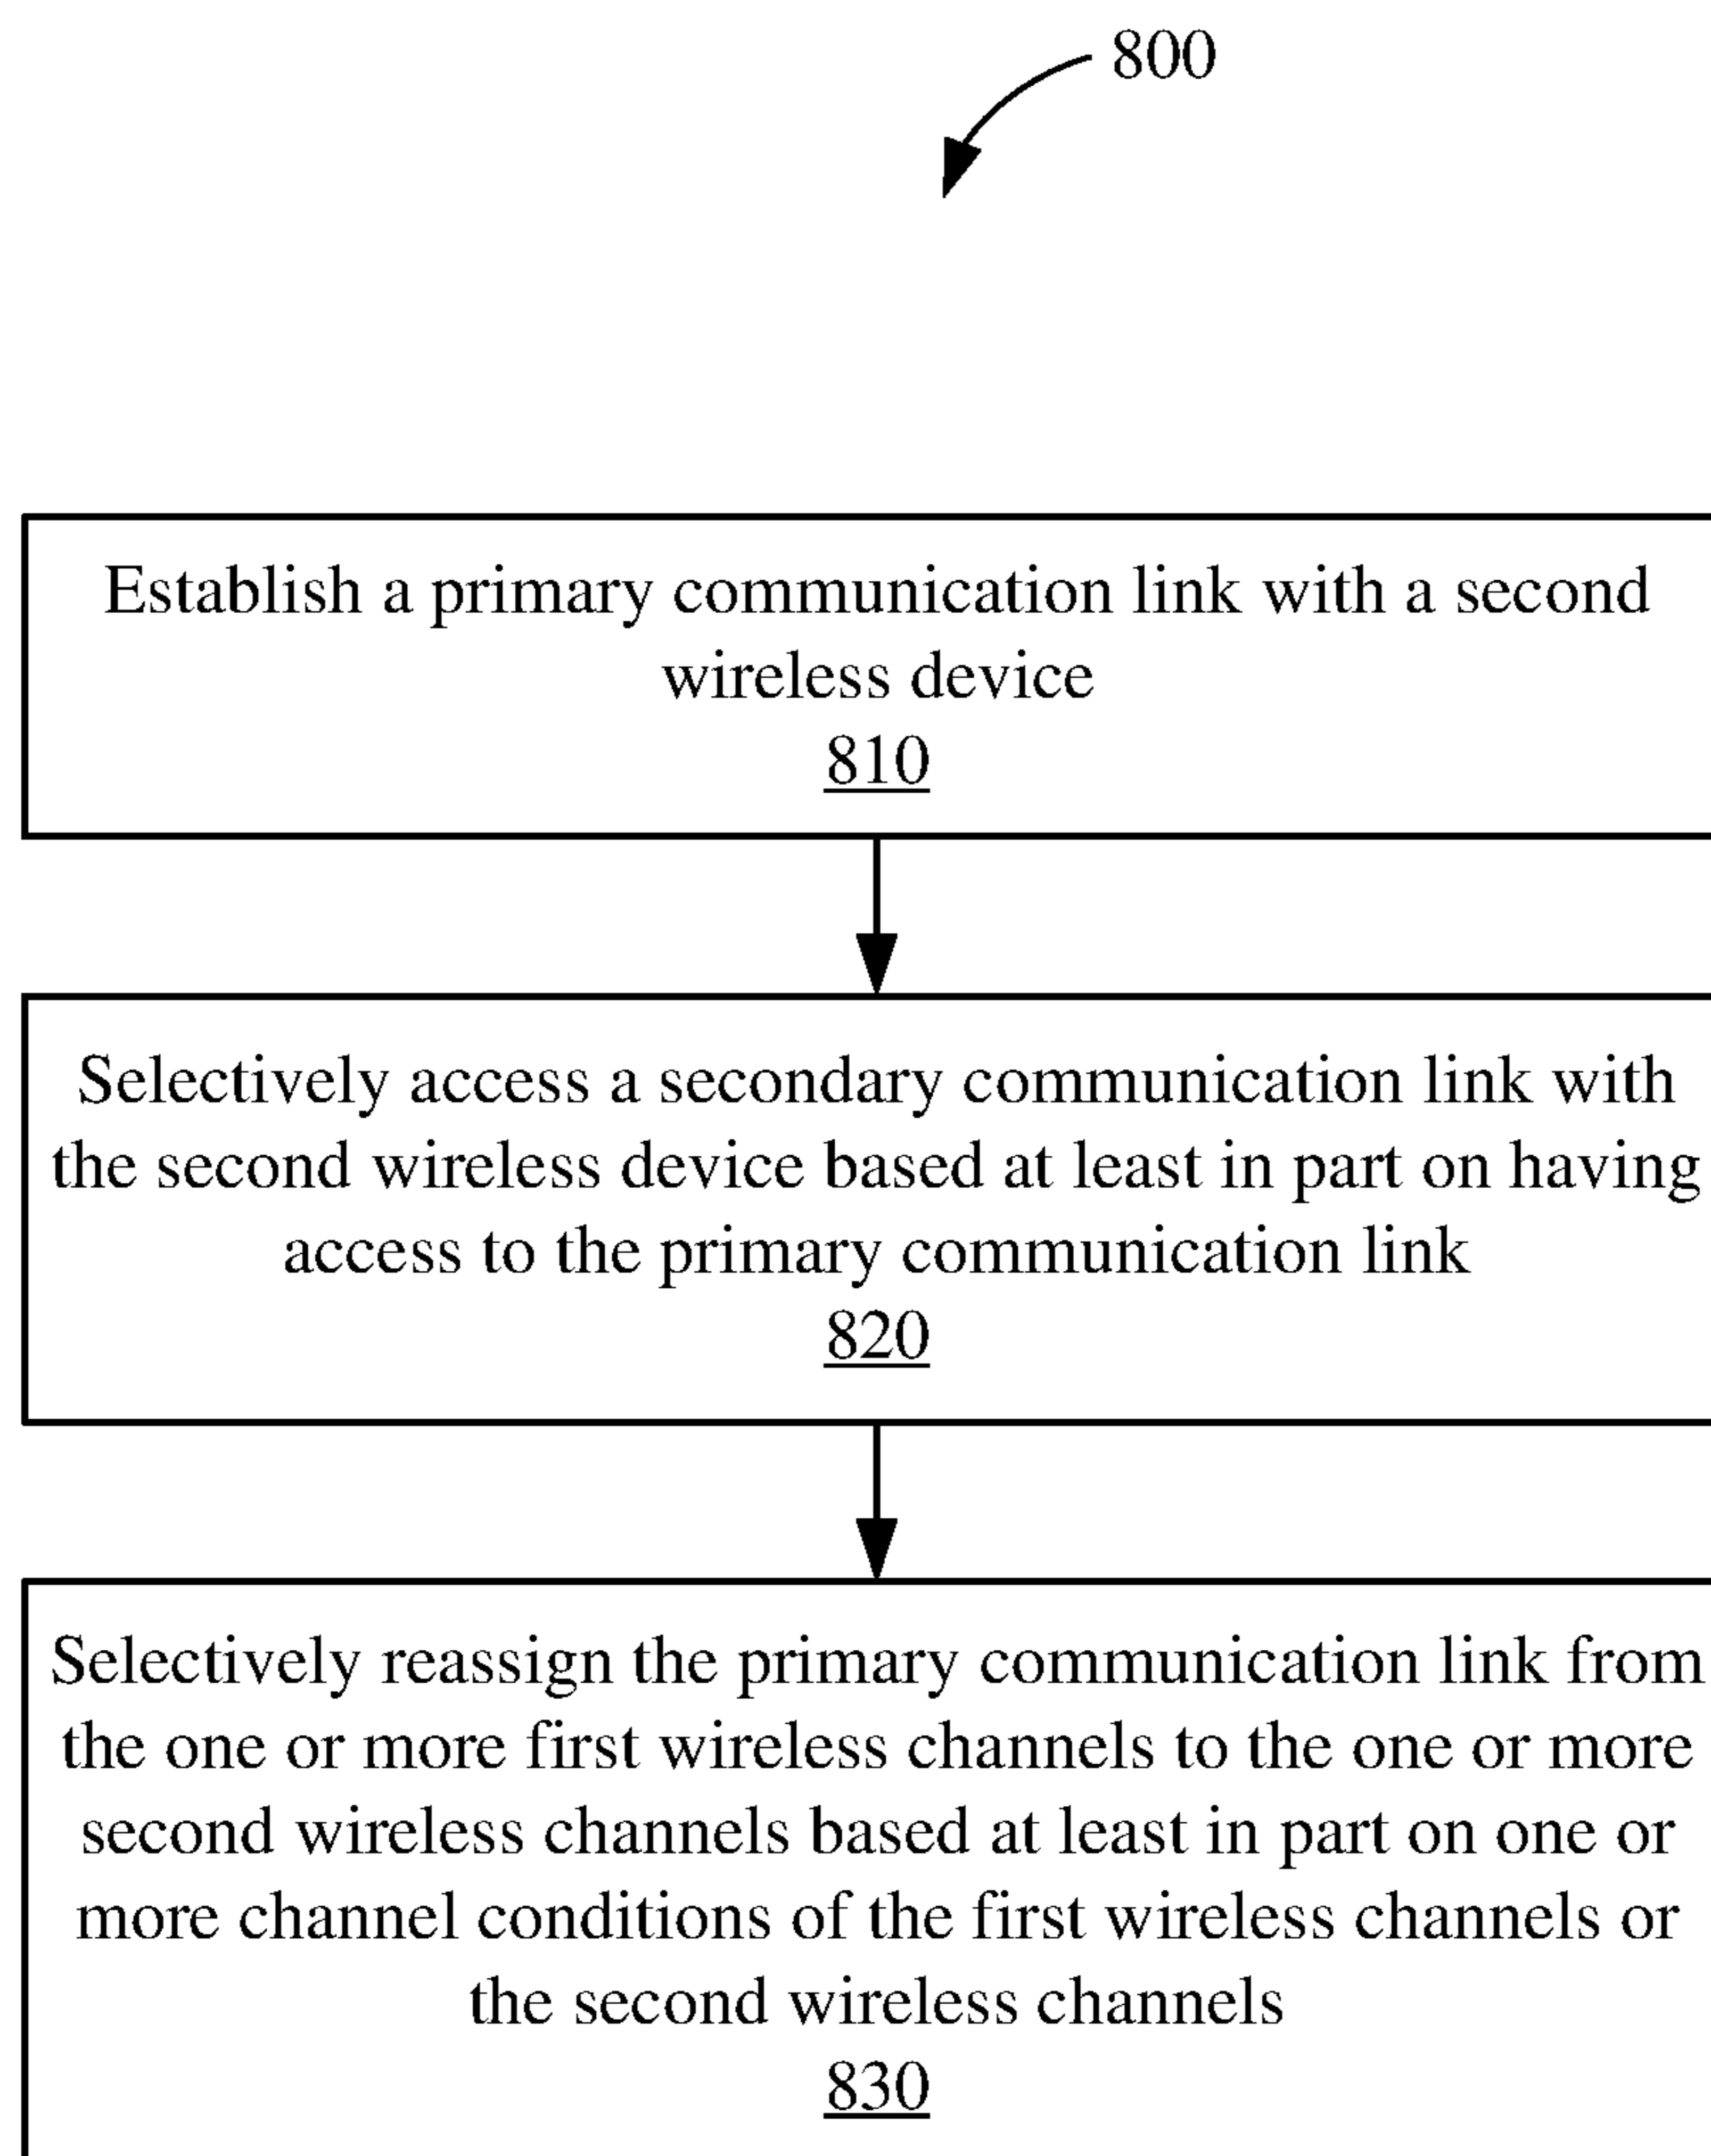 800
Establish a primary communication link with a second
wireless device
810
Selectively access a secondary communication link with
the second wireless device based at least in part on having
access to the primary communication link
820
Selectively reassign the primary communication link from
the one or more first wireless channels to the one or more
second wireless channels based at least in part on one or
more channel conditions of the first wireless channels or
the second wireless channels
830